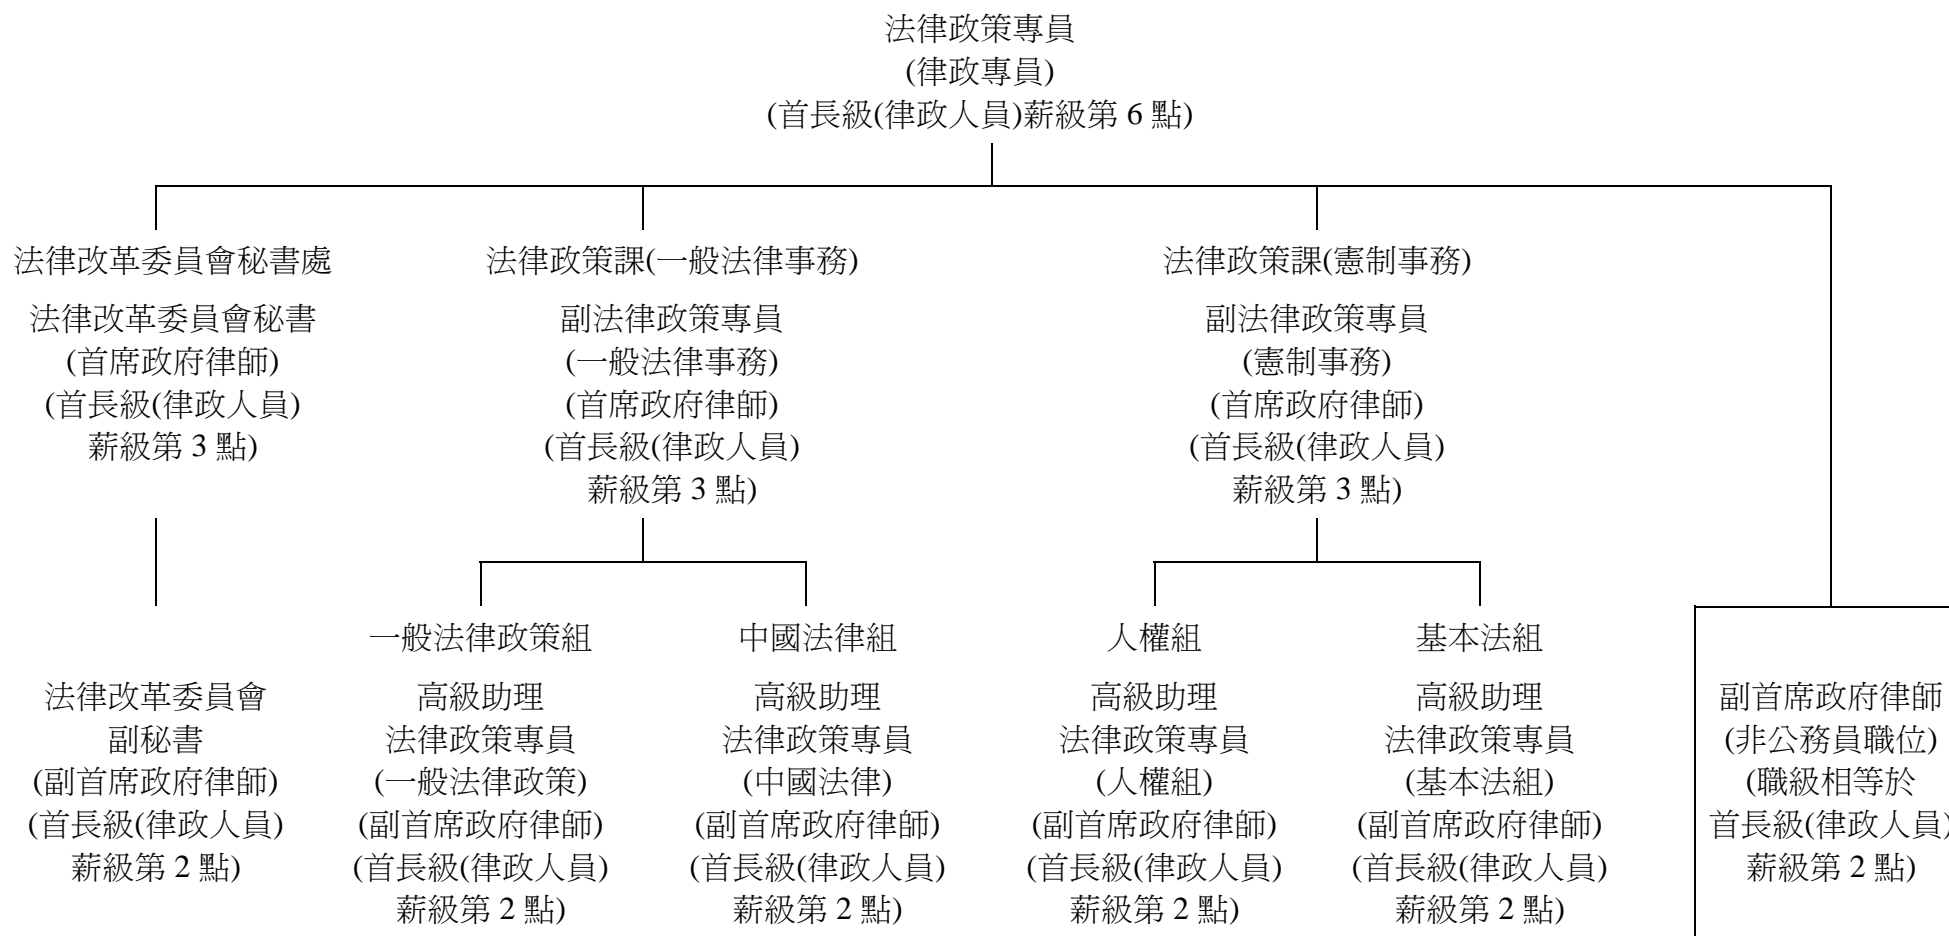 法律政策專員
(律政專員)
(首長級(律政人員)薪級第 6 點)
法律改革委員會秘書處
法律改革委員會秘書
(首席政府律師)
(首長級(律政人員)
薪級第 3 點)
法律政策課(一般法律事務)
副法律政策專員
(一般法律事務)
(首席政府律師)
(首長級(律政人員)
薪級第 3 點)
法律政策課(憲制事務)
副法律政策專員
(憲制事務)
(首席政府律師)
(首長級(律政人員)
薪級第 3 點)
法律改革委員會
副秘書
(副首席政府律師)
(首長級(律政人員)
薪級第 2 點)
一般法律政策組
高級助理
法律政策專員
(一般法律政策)
(副首席政府律師)
(首長級(律政人員)
薪級第 2 點)
中國法律組
高級助理
法律政策專員
(中國法律)
(副首席政府律師)
(首長級(律政人員)
薪級第 2 點)
人權組
高級助理
法律政策專員
(人權組)
(副首席政府律師)
(首長級(律政人員)
薪級第 2 點)
基本法組
高級助理
法律政策專員
(基本法組)
(副首席政府律師)
(首長級(律政人員)
薪級第 2 點)
副首席政府律師
(非公務員職位)
(職級相等於
首長級(律政人員)
薪級第 2 點)